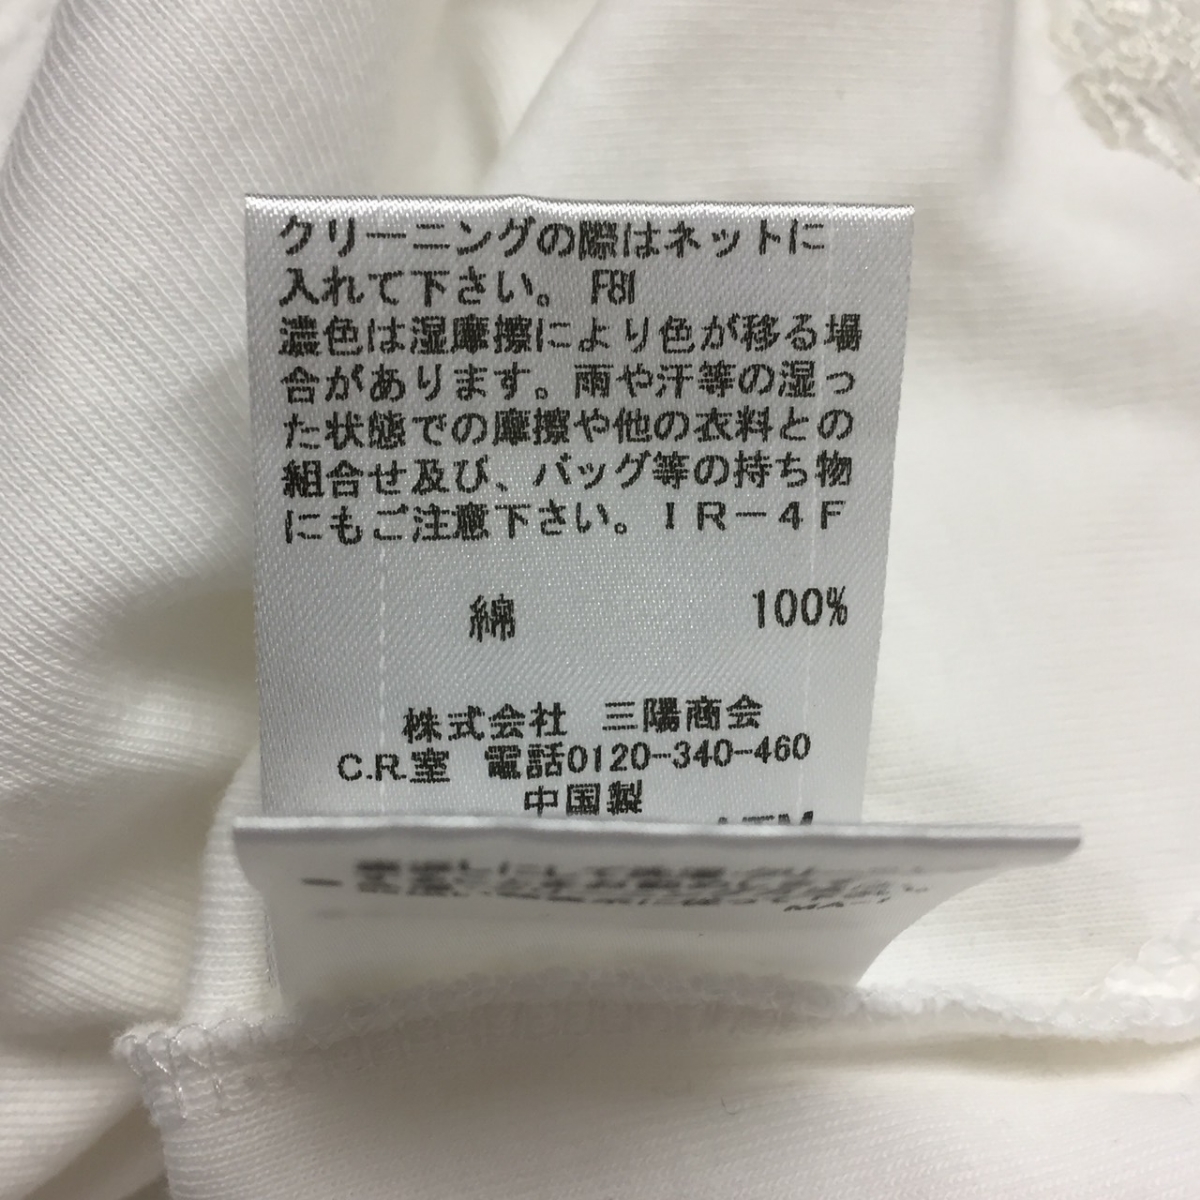 クリーニングの際はネットに
入れて下さい。 F81
濃色は湿摩擦により色が移る場
合があります。雨や汗等の湿っ
た状態での摩擦や他の衣料との
組合せ及び、バッグ等の持ち物
にもご注意下さい。IR-4F
綿 100%
株式会社 三陽商会
C.R.室 電話0120-340-460
中国製